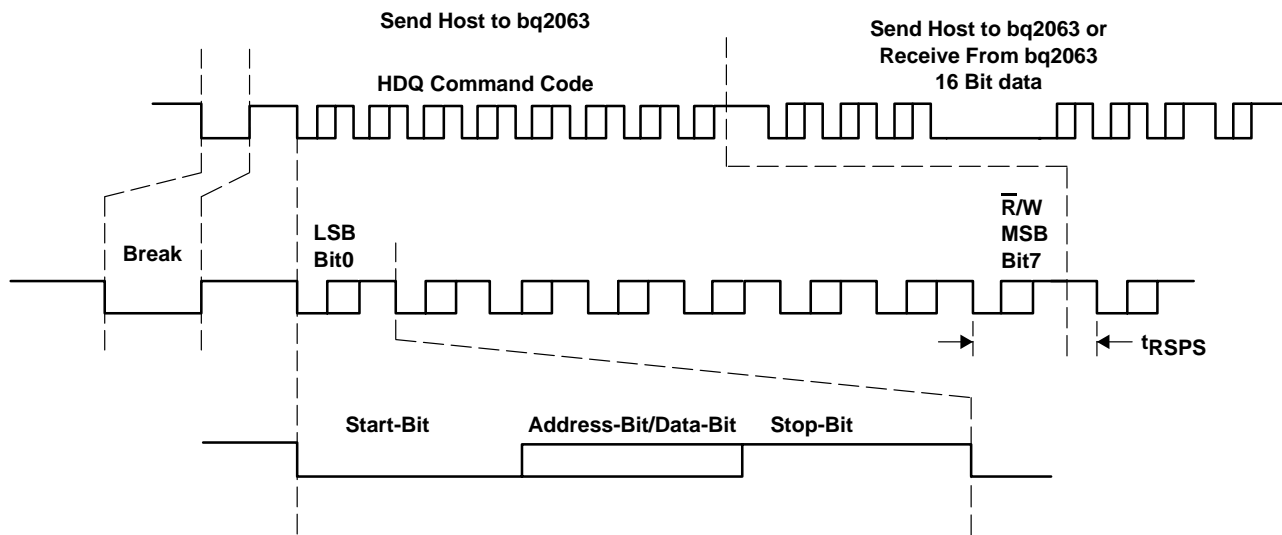 Send Host to bq2063
Send Host to bq2063 or
Receive From bq2063
16 Bit data
HDQ Command Code
Break
LSB
Bit0
R̅/W
MSB
Bit7
tRSPS
Start-Bit
Address-Bit/Data-Bit
Stop-Bit